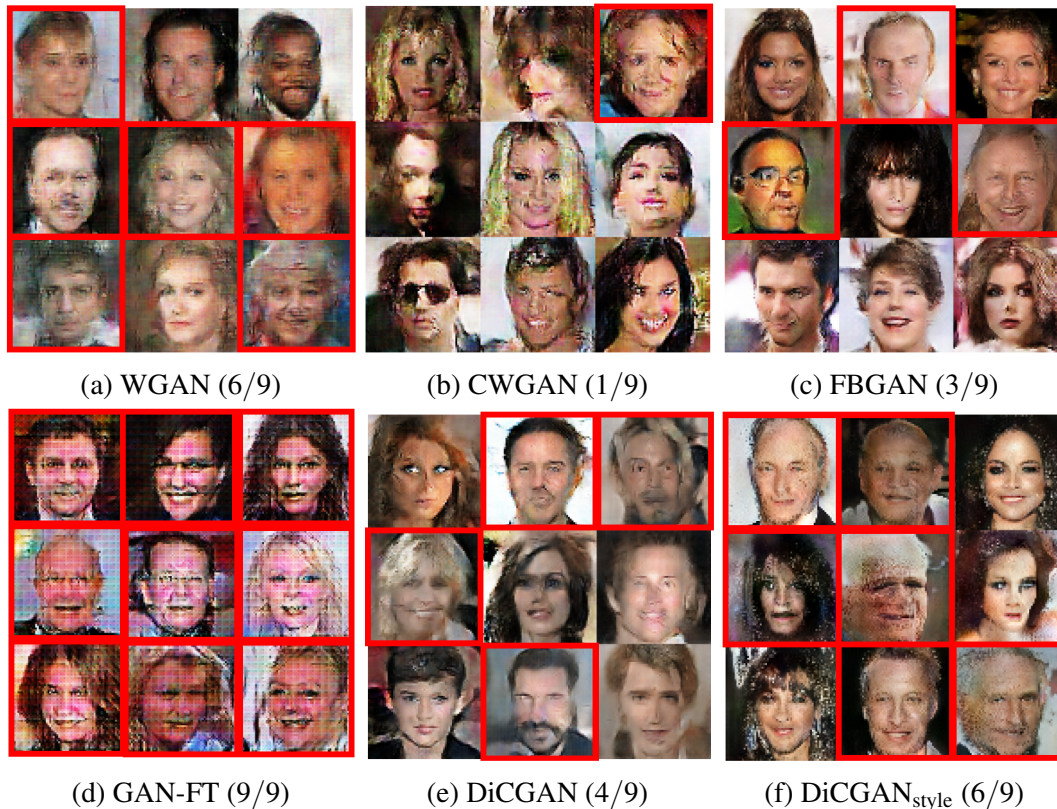 (a) WGAN (6/9)
(b) CWGAN (1/9)
(c) FBGAN (3/9)
(d) GAN-FT (9/9)
(e) DiCGAN (4/9)
(f) DiCGANstyle (6/9)